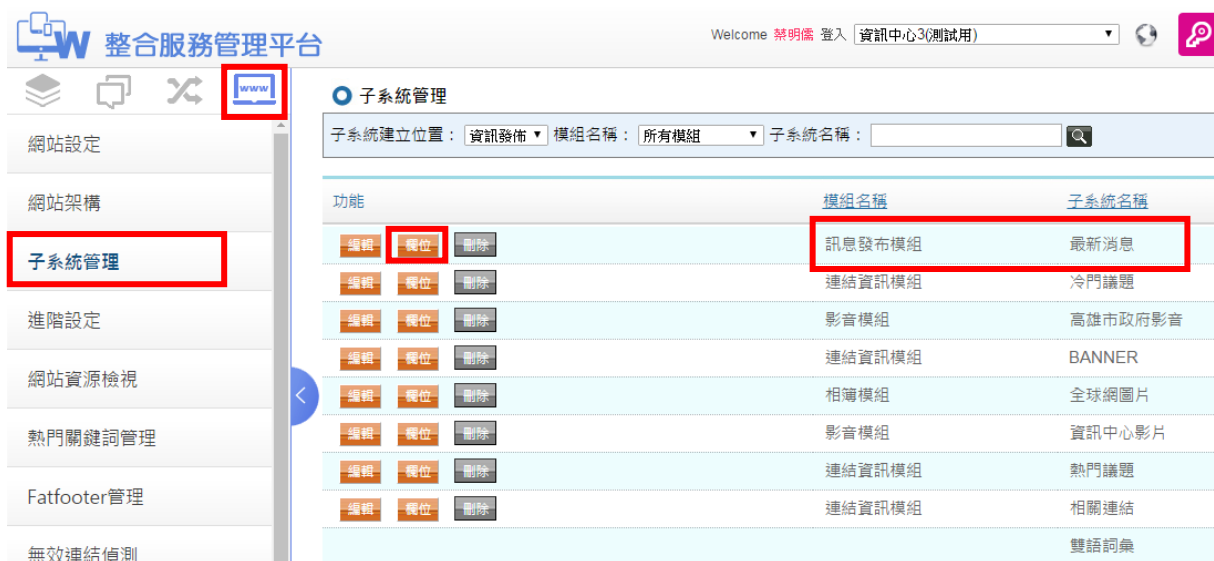 W 整合服務管理平台
Welcome 禁明儒 登入 資訊中心3(測試用)
www
網站設定
網站架構
子系統管理
進階設定
網站資源檢視
熱門關鍵詞管理
Fatfooter管理
無效連結偵測
子系統管理
子系統建立位置： 資訊發佈 模組名稱： 所有模組 子系統名稱：
功能 模組名稱 子系統名稱
編輯 欄位 刪除 訊息發布模組 最新消息
編輯 欄位 刪除 連結資訊模組 冷門議題
編輯 欄位 刪除 影音模組 高雄市政府影音
編輯 欄位 刪除 連結資訊模組 BANNER
編輯 欄位 刪除 相簿模組 全球網圖片
編輯 欄位 刪除 影音模組 資訊中心影片
編輯 欄位 刪除 連結資訊模組 熱門議題
編輯 欄位 刪除 連結資訊模組 相關連結
雙語詞彙